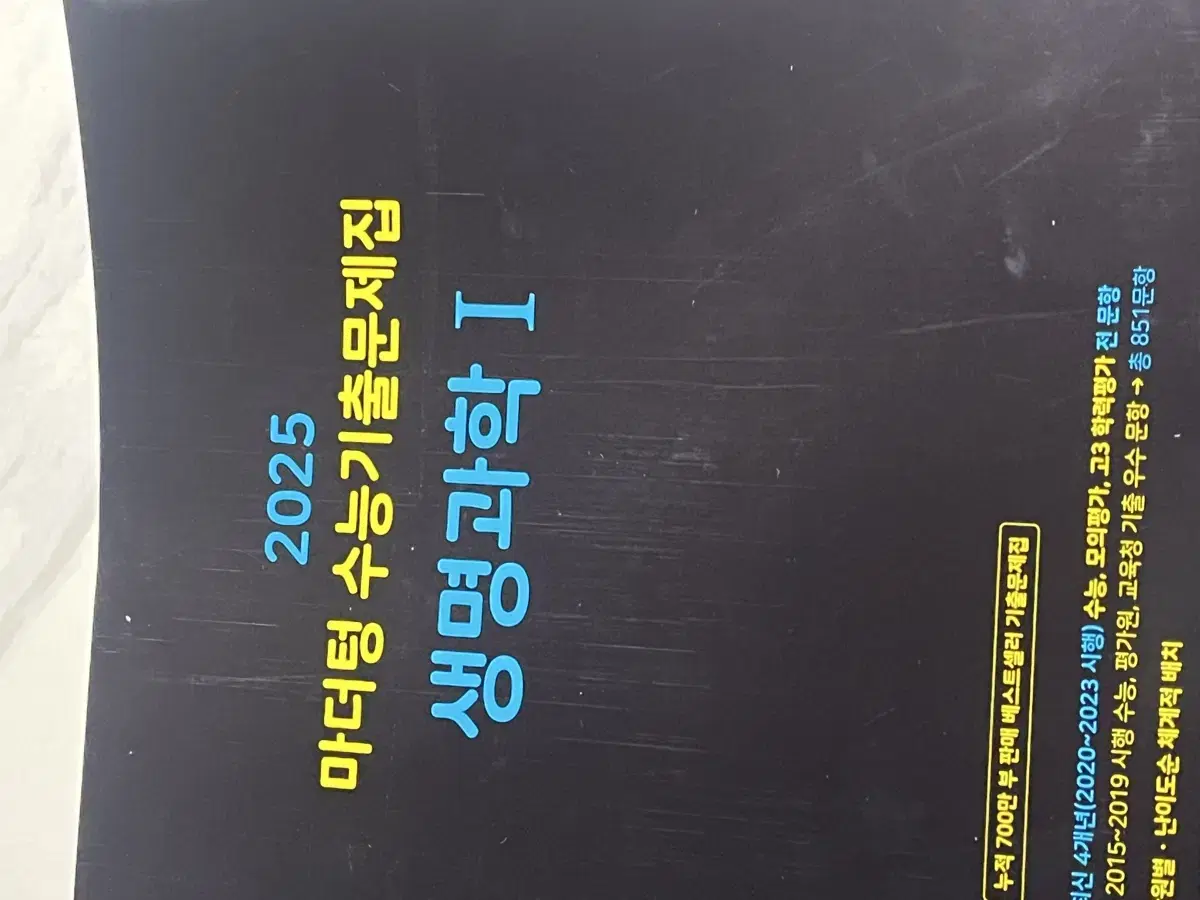 2025
마더텅 수능기출문제집
생명과학 I
누적 700만 부 판매 베스트셀러 기출문제집
4개년(2020~2023 시행) 수능, 모의평가, 고3 학력평가 전 문항
2015~2019 시행 수능, 평가원, 교육청 기출 우수 문항 → 총 851문항
난이도순 체계적 배치